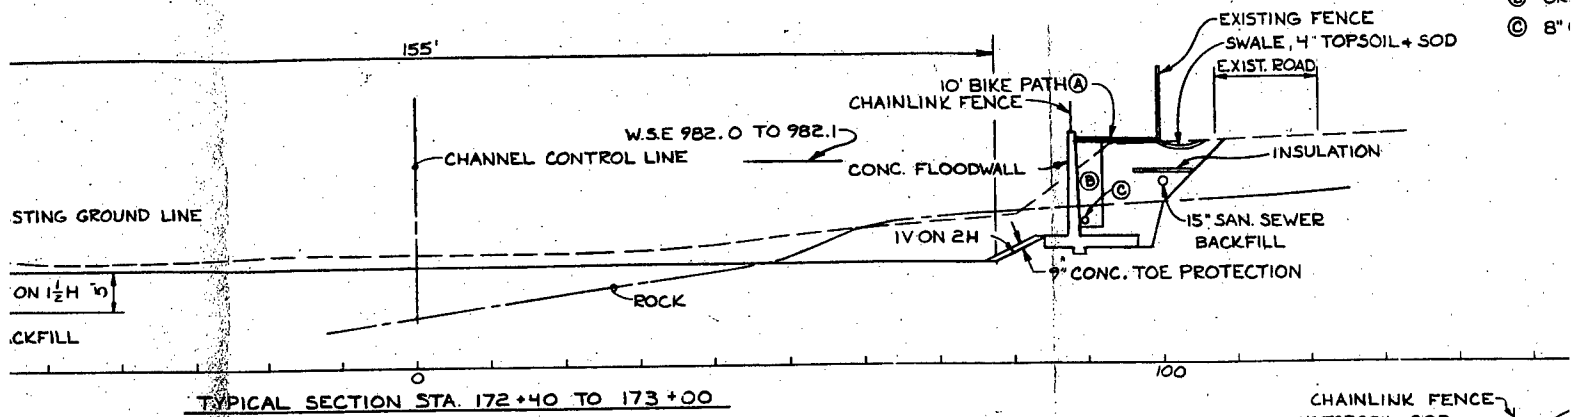 155'
EXISTING FENCE
SWALE, 4" TOPSOIL + SOD
EXIST. ROAD
Ⓒ 8"
10' BIKE PATH Ⓐ
CHAINLINK FENCE
W.S.E 982.0 TO 982.1
CHANNEL CONTROL LINE
CONC. FLOODWALL
INSULATION
Ⓑ
Ⓒ
STING GROUND LINE
1V ON 2H
15" SAN. SEWER
BACKFILL
9" CONC. TOE PROTECTION
ON 1½H
ROCK
CKFILL
0
100
TYPICAL SECTION STA. 172+40 TO 173+00
CHAINLINK FENCE